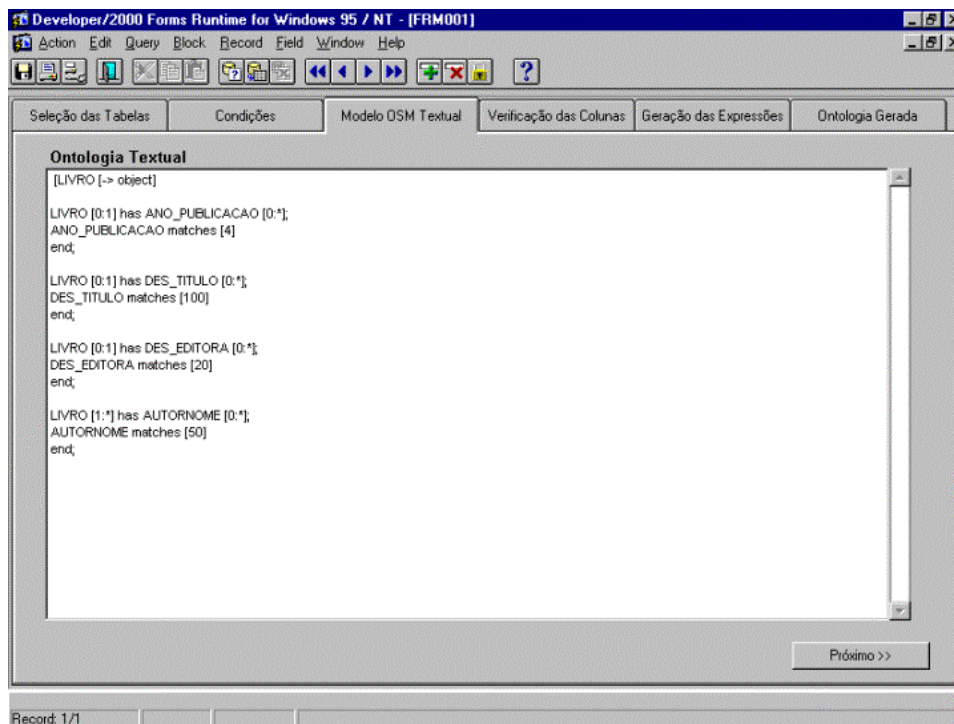 Developer/2000 Forms Runtime for Windows 95 / NT - [FRM001]
Action Edit Query Block Record Field Window Help
Seleção das Tabelas Condições Modelo OSM Textual Verificação das Colunas Geração das Expressões Ontologia Gerada
Ontologia Textual
[LIVRO [-> object]
LIVRO [0:1] has ANO_PUBLICACAO [0:*];
ANO_PUBLICACAO matches [4]
end;
LIVRO [0:1] has DES_TITULO [0:*];
DES_TITULO matches [100]
end;
LIVRO [0:1] has DES_EDITORA [0:*];
DES_EDITORA matches [20]
end;
LIVRO [1:*] has AUTORNOME [0:*];
AUTORNOME matches [50]
end;
Próximo >>
Record: 1/1